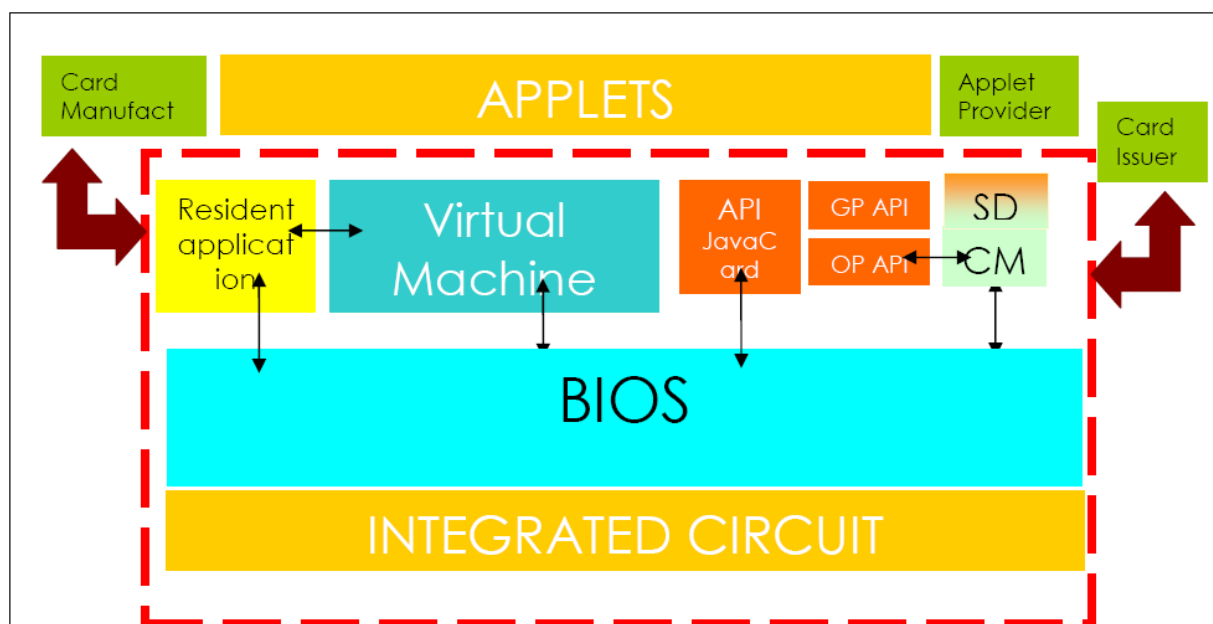 Card
Manufact
APPLETS
Applet
Provider
Card
Issuer
Resident
applicat
ion
Virtual
Machine
API
JavaC
ard
GP API
OP API
SD
CM
BIOS
INTEGRATED CIRCUIT